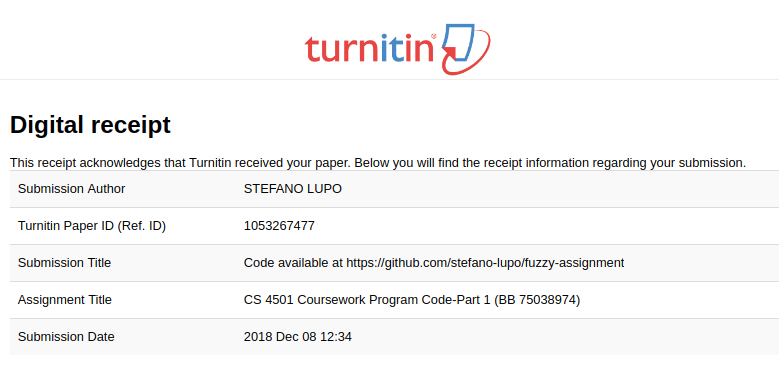 turnitin®
Digital receipt
This receipt acknowledges that Turnitin received your paper. Below you will find the receipt information regarding your submission.
Submission Author STEFANO LUPO
Turnitin Paper ID (Ref. ID) 1053267477
Submission Title Code available at https://github.com/stefano-lupo/fuzzy-assignment
Assignment Title CS 4501 Coursework Program Code-Part 1 (BB 75038974)
Submission Date 2018 Dec 08 12:34